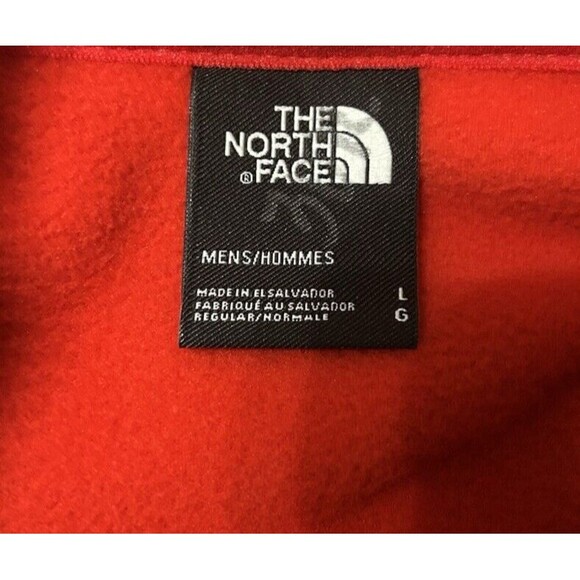 THE
NORTH
® FACE
MENS/HOMMES
MADE IN EL SALVADOR L
FABRIQUÉ AU SALVADOR G
REGULAR/NORMALE